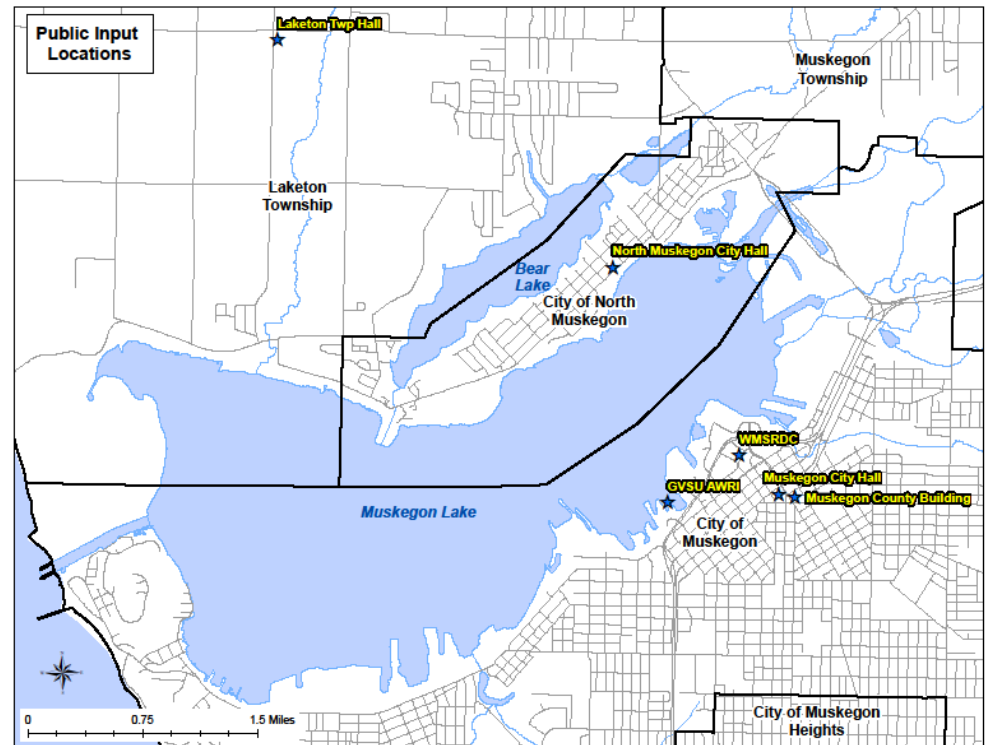 Public Input
Locations
Laketon Twp Hall
Muskegon
Township
Laketon
Township
North Muskegon City Hall
Bear
Lake
City of North
Muskegon
WMSRDC
Muskegon City Hall
GVSU AWRI
Muskegon County Building
Muskegon Lake
City of
Muskegon
City of Muskegon
Heights
0 0.75 1.5 Miles